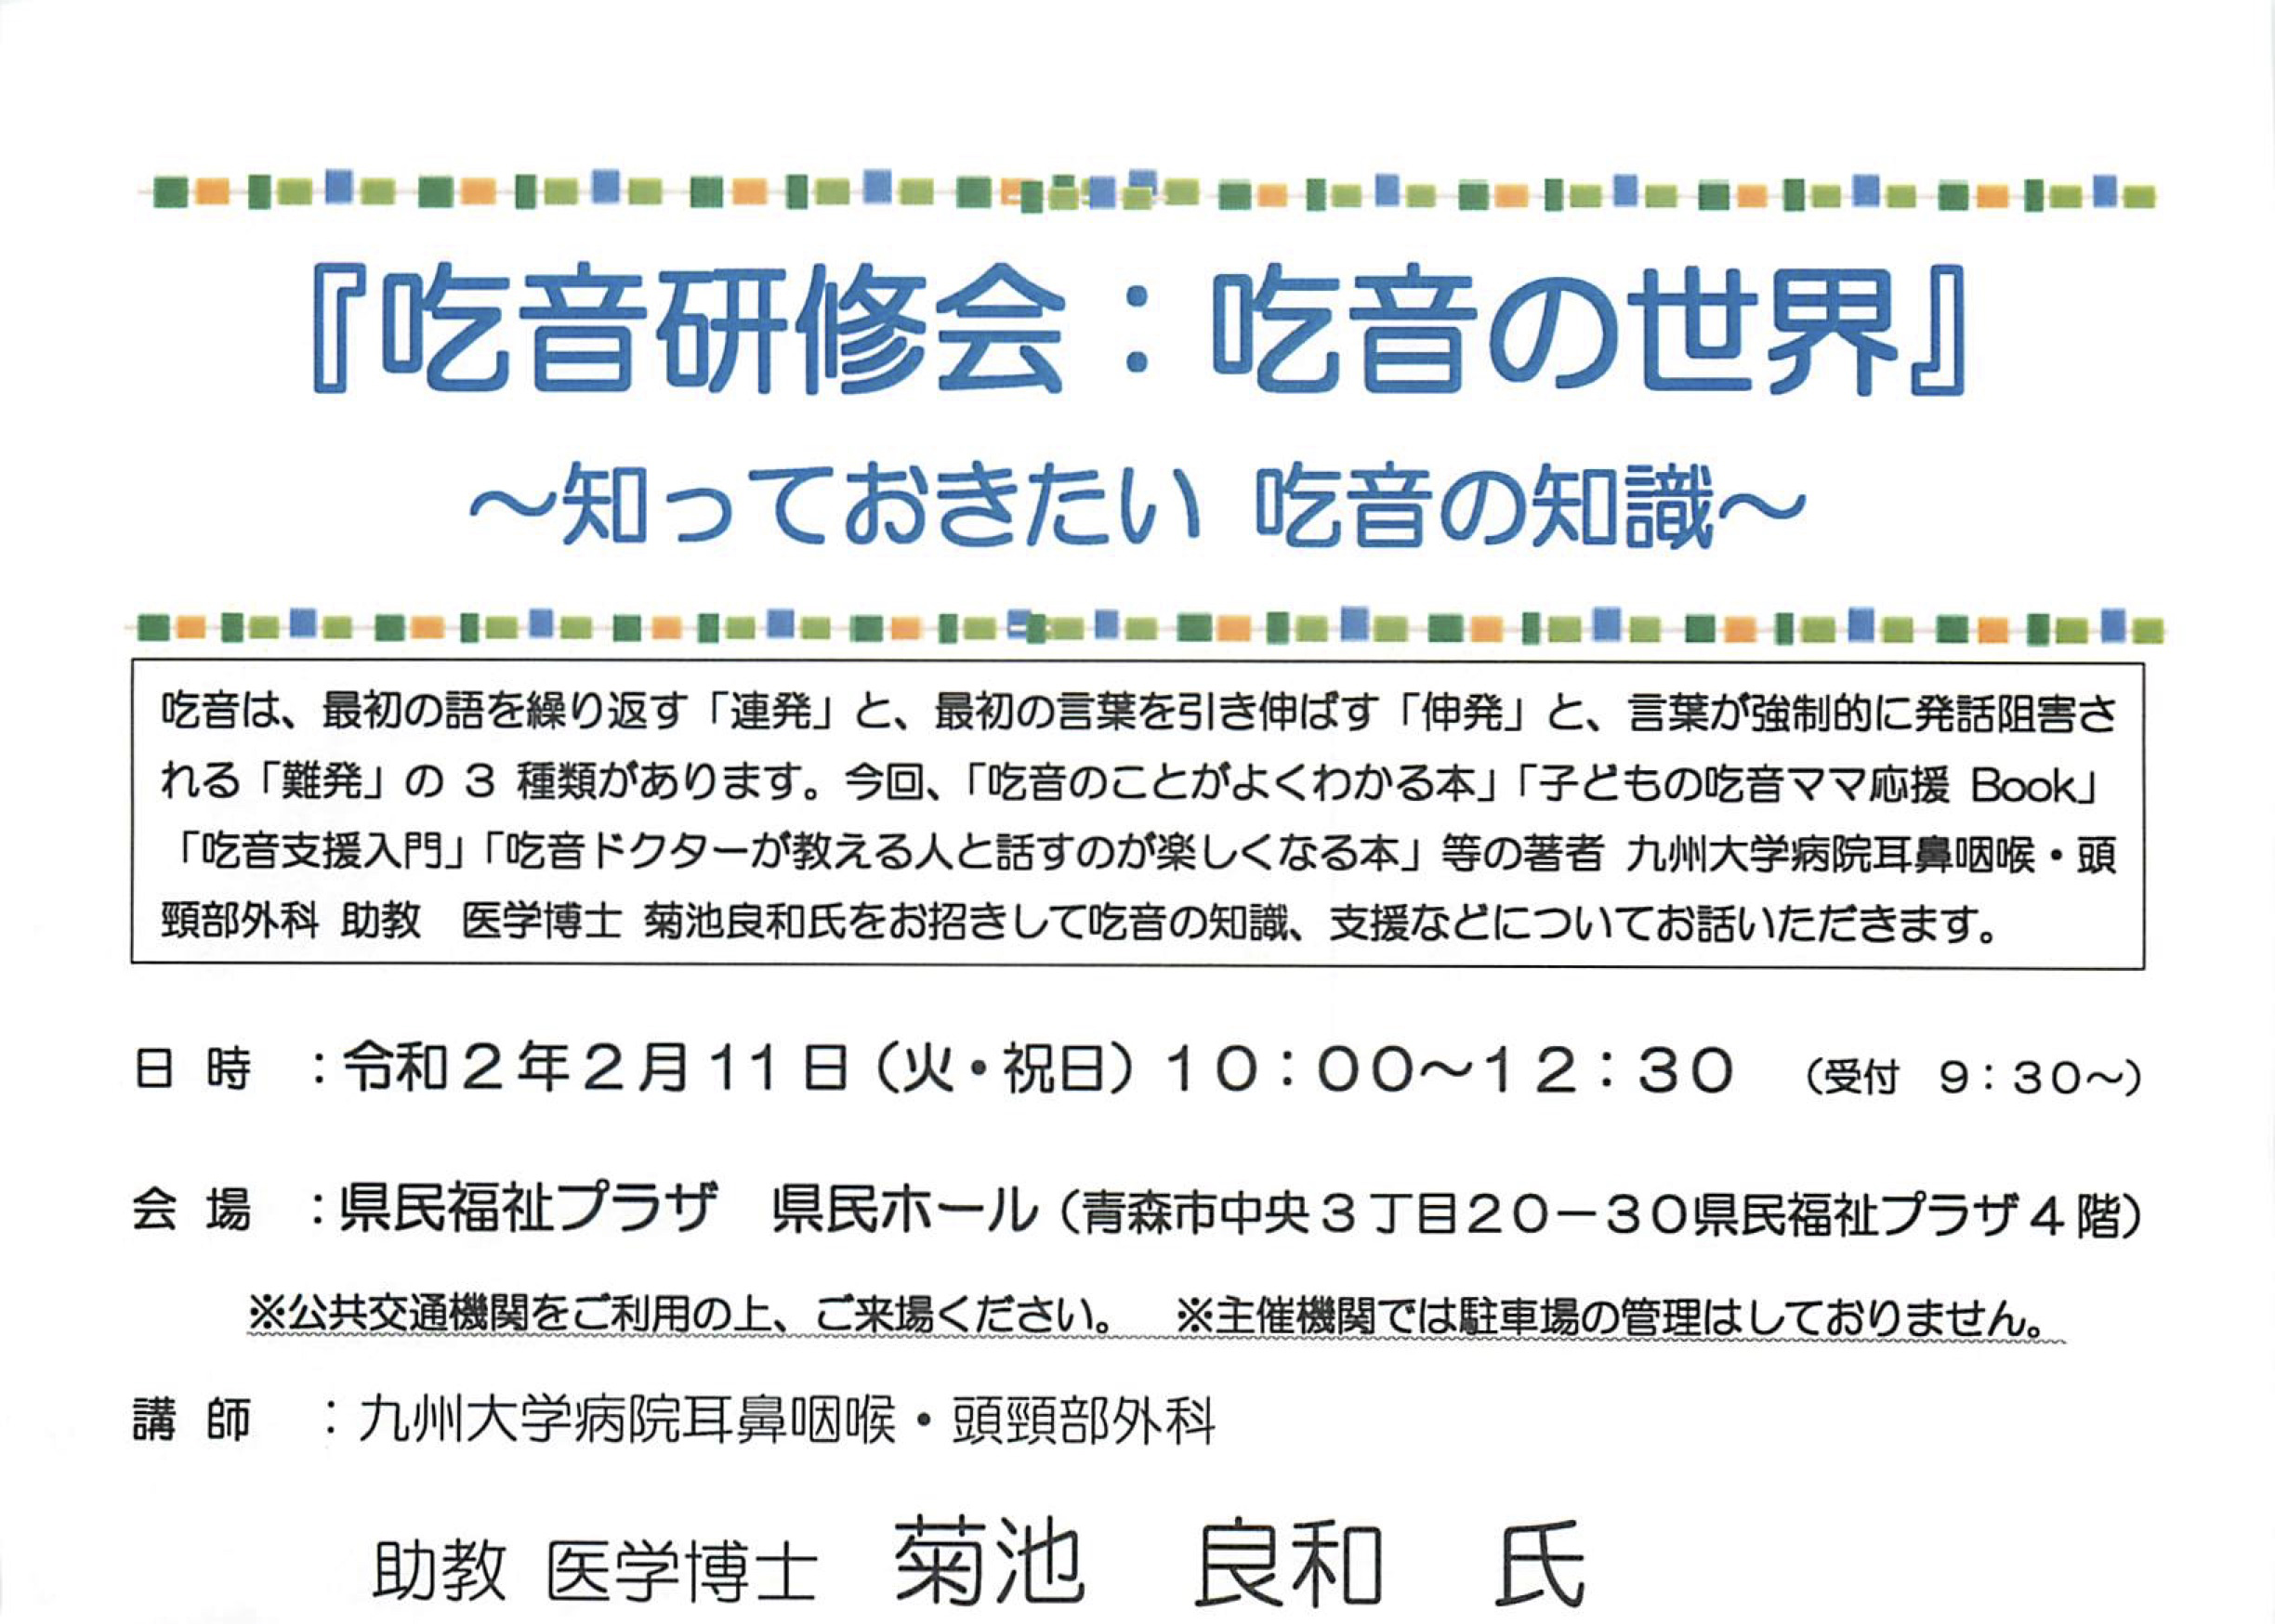 『吃音研修会：吃音の世界』
～知っておきたい 吃音の知識～
吃音は、最初の語を繰り返す「連発」と、最初の言葉を引き伸ばす「伸発」と、言葉が強制的に発話阻害さ
れる「難発」の 3 種類があります。今回、「吃音のことがよくわかる本」「子どもの吃音ママ応援 Book」
「吃音支援入門」「吃音ドクターが教える人と話すのが楽しくなる本」等の著者 九州大学病院耳鼻咽喉・頭
頸部外科 助教　医学博士 菊池良和氏をお招きして吃音の知識、支援などについてお話いただきます。
日 時　：令和２年２月11日（火・祝日）１０：００～１２：３０　（受付　９：３０～）
会 場　：県民福祉プラザ　県民ホール（青森市中央３丁目２０－３０県民福祉プラザ４階）
※公共交通機関をご利用の上、ご来場ください。　※主催機関では駐車場の管理はしておりません。
講 師　：九州大学病院耳鼻咽喉・頭頸部外科
助教 医学博士　菊池　良和　氏